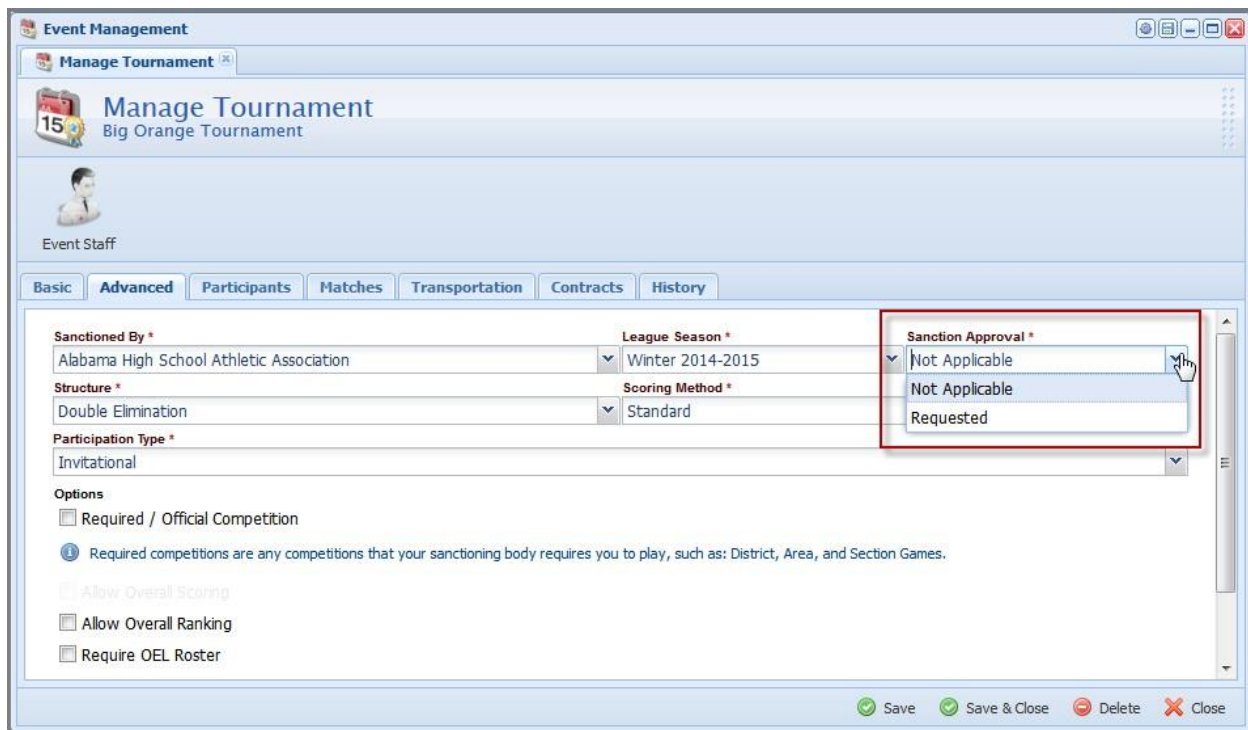 Event Management
Manage Tournament
Manage Tournament
15
Big Orange Tournament
Event Staff
Basic Advanced Participants Matches Transportation Contracts History
Sanctioned By * League Season * Sanction Approval *
Alabama High School Athletic Association Winter 2014-2015 Not Applicable
Not Applicable
Structure * Scoring Method *
Double Elimination Standard Requested
Participation Type *
Invitational
Options
Required / Official Competition
Required competitions are any competitions that your sanctioning body requires you to play, such as: District, Area, and Section Games.
Allow Overall Scoring
Allow Overall Ranking
Require OEL Roster
Save Save & Close Delete Close